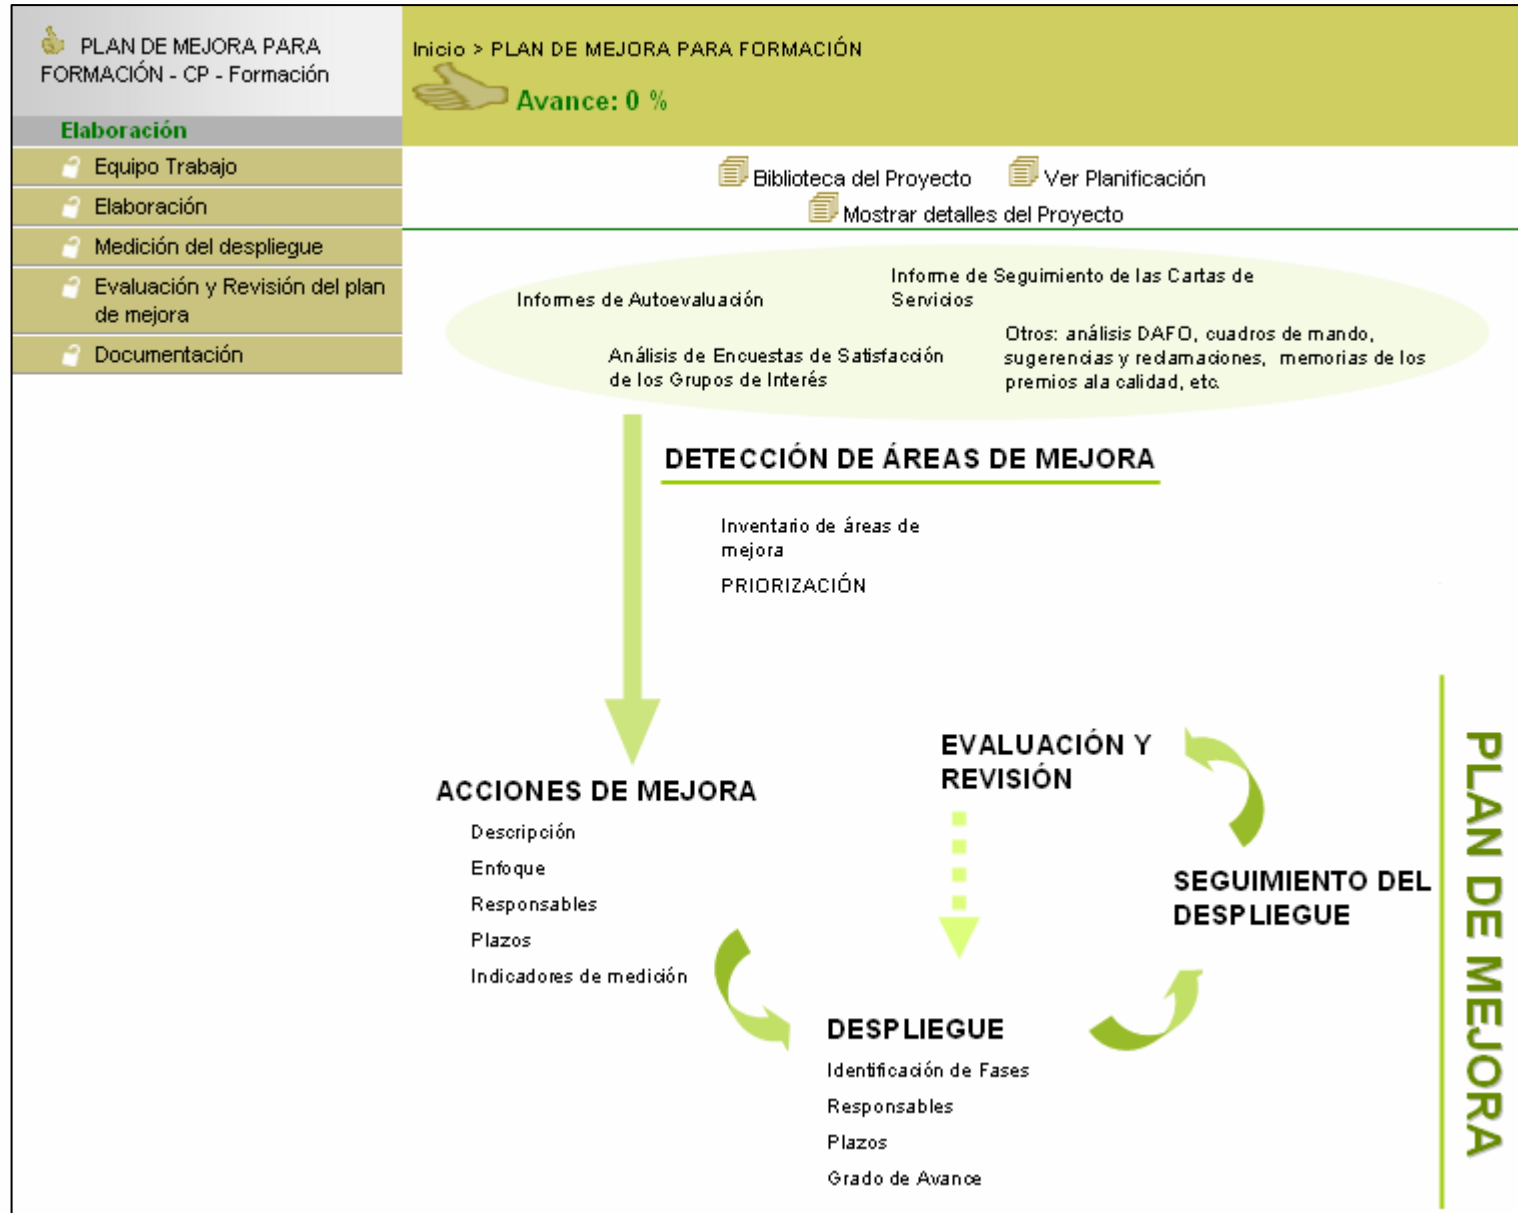 PLAN DE MEJORA PARA
FORMACIÓN - CP - Formación
Elaboración
Equipo Trabajo
Elaboración
Medición del despliegue
Evaluación y Revisión del plan
de mejora
Documentación
Inicio > PLAN DE MEJORA PARA FORMACIÓN
Avance: 0 %
Biblioteca del Proyecto Ver Planificación
Mostrar detalles del Proyecto
Informes de Autoevaluación
Informe de Seguimiento de las Cartas de
Servicios
Análisis de Encuestas de Satisfacción
de los Grupos de Interés
Otros: análisis DAFO, cuadros de mando,
sugerencias y reclamaciones, memorias de los
premios ala calidad, etc.
DETECCIÓN DE ÁREAS DE MEJORA
Inventario de áreas de
mejora
PRIORIZACIÓN
ACCIONES DE MEJORA
Descripción
Enfoque
Responsables
Plazos
Indicadores de medición
EVALUACIÓN Y
REVISIÓN
SEGUIMIENTO DEL
DESPLIEGUE
DESPLIEGUE
Identificación de Fases
Responsables
Plazos
Grado de Avance
PLAN DE MEJORA